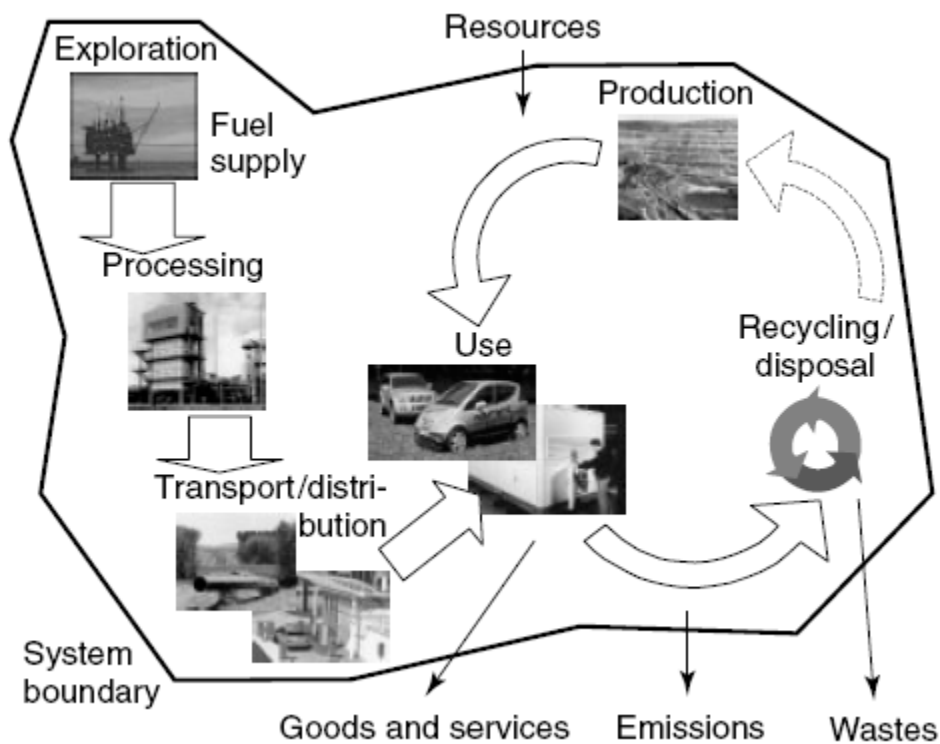 Resources
Exploration
Fuel
supply
Production
Processing
Use
Recycling/
disposal
Transport/distri-
bution
System
boundary
Goods and services
Emissions
Wastes